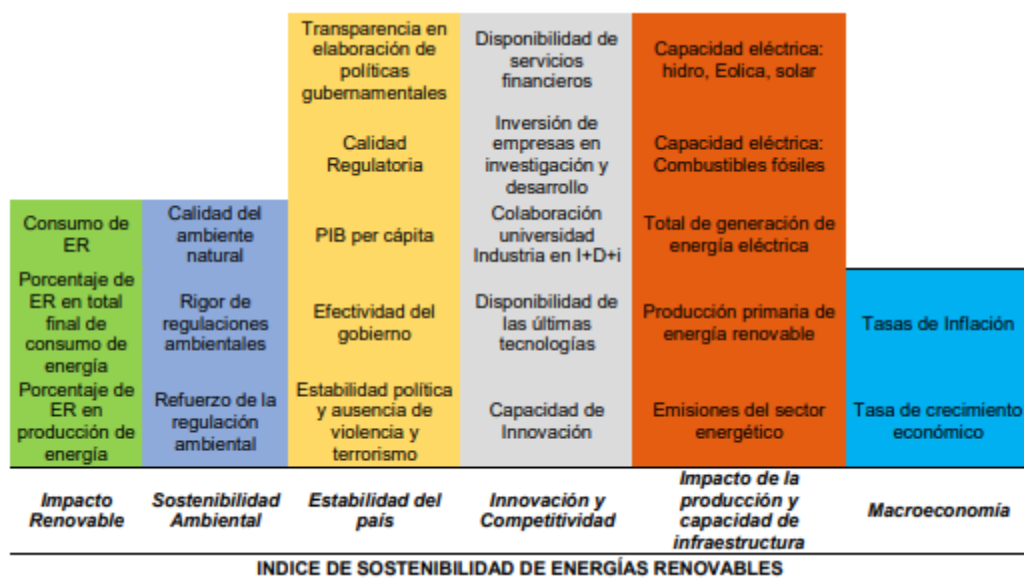 Transparencia en
elaboración de
políticas
gubernamentales
Disponibilidad de
servicios
financieros
Capacidad eléctrica:
hidro, Eolica, solar
Calidad
Regulatoria
Inversión de
empresas en
investigación y
desarrollo
Capacidad eléctrica:
Combustibles fósiles
Consumo de
ER
Calidad del
ambiente
natural
PIB per cápita
Colaboración
universidad
Industria en I+D+i
Total de generación de
energía eléctrica
Porcentaje de
ER en total
final de
consumo de
energía
Rigor de
regulaciones
ambientales
Efectividad del
gobierno
Disponibilidad de
las últimas
tecnologías
Producción primaria de
energía renovable
Tasas de Inflación
Porcentaje de
ER en
producción de
energía
Refuerzo de la
regulación
ambiental
Estabilidad política
y ausencia de
violencia y
terrorismo
Capacidad de
Innovación
Emisiones del sector
energético
Tasa de crecimiento
económico
Impacto
Renovable
Sostenibilidad
Ambiental
Estabilidad del
país
Innovación y
Competitividad
Impacto de la
producción y
capacidad de
infraestructura
Macroeconomía
INDICE DE SOSTENIBILIDAD DE ENERGÍAS RENOVABLES